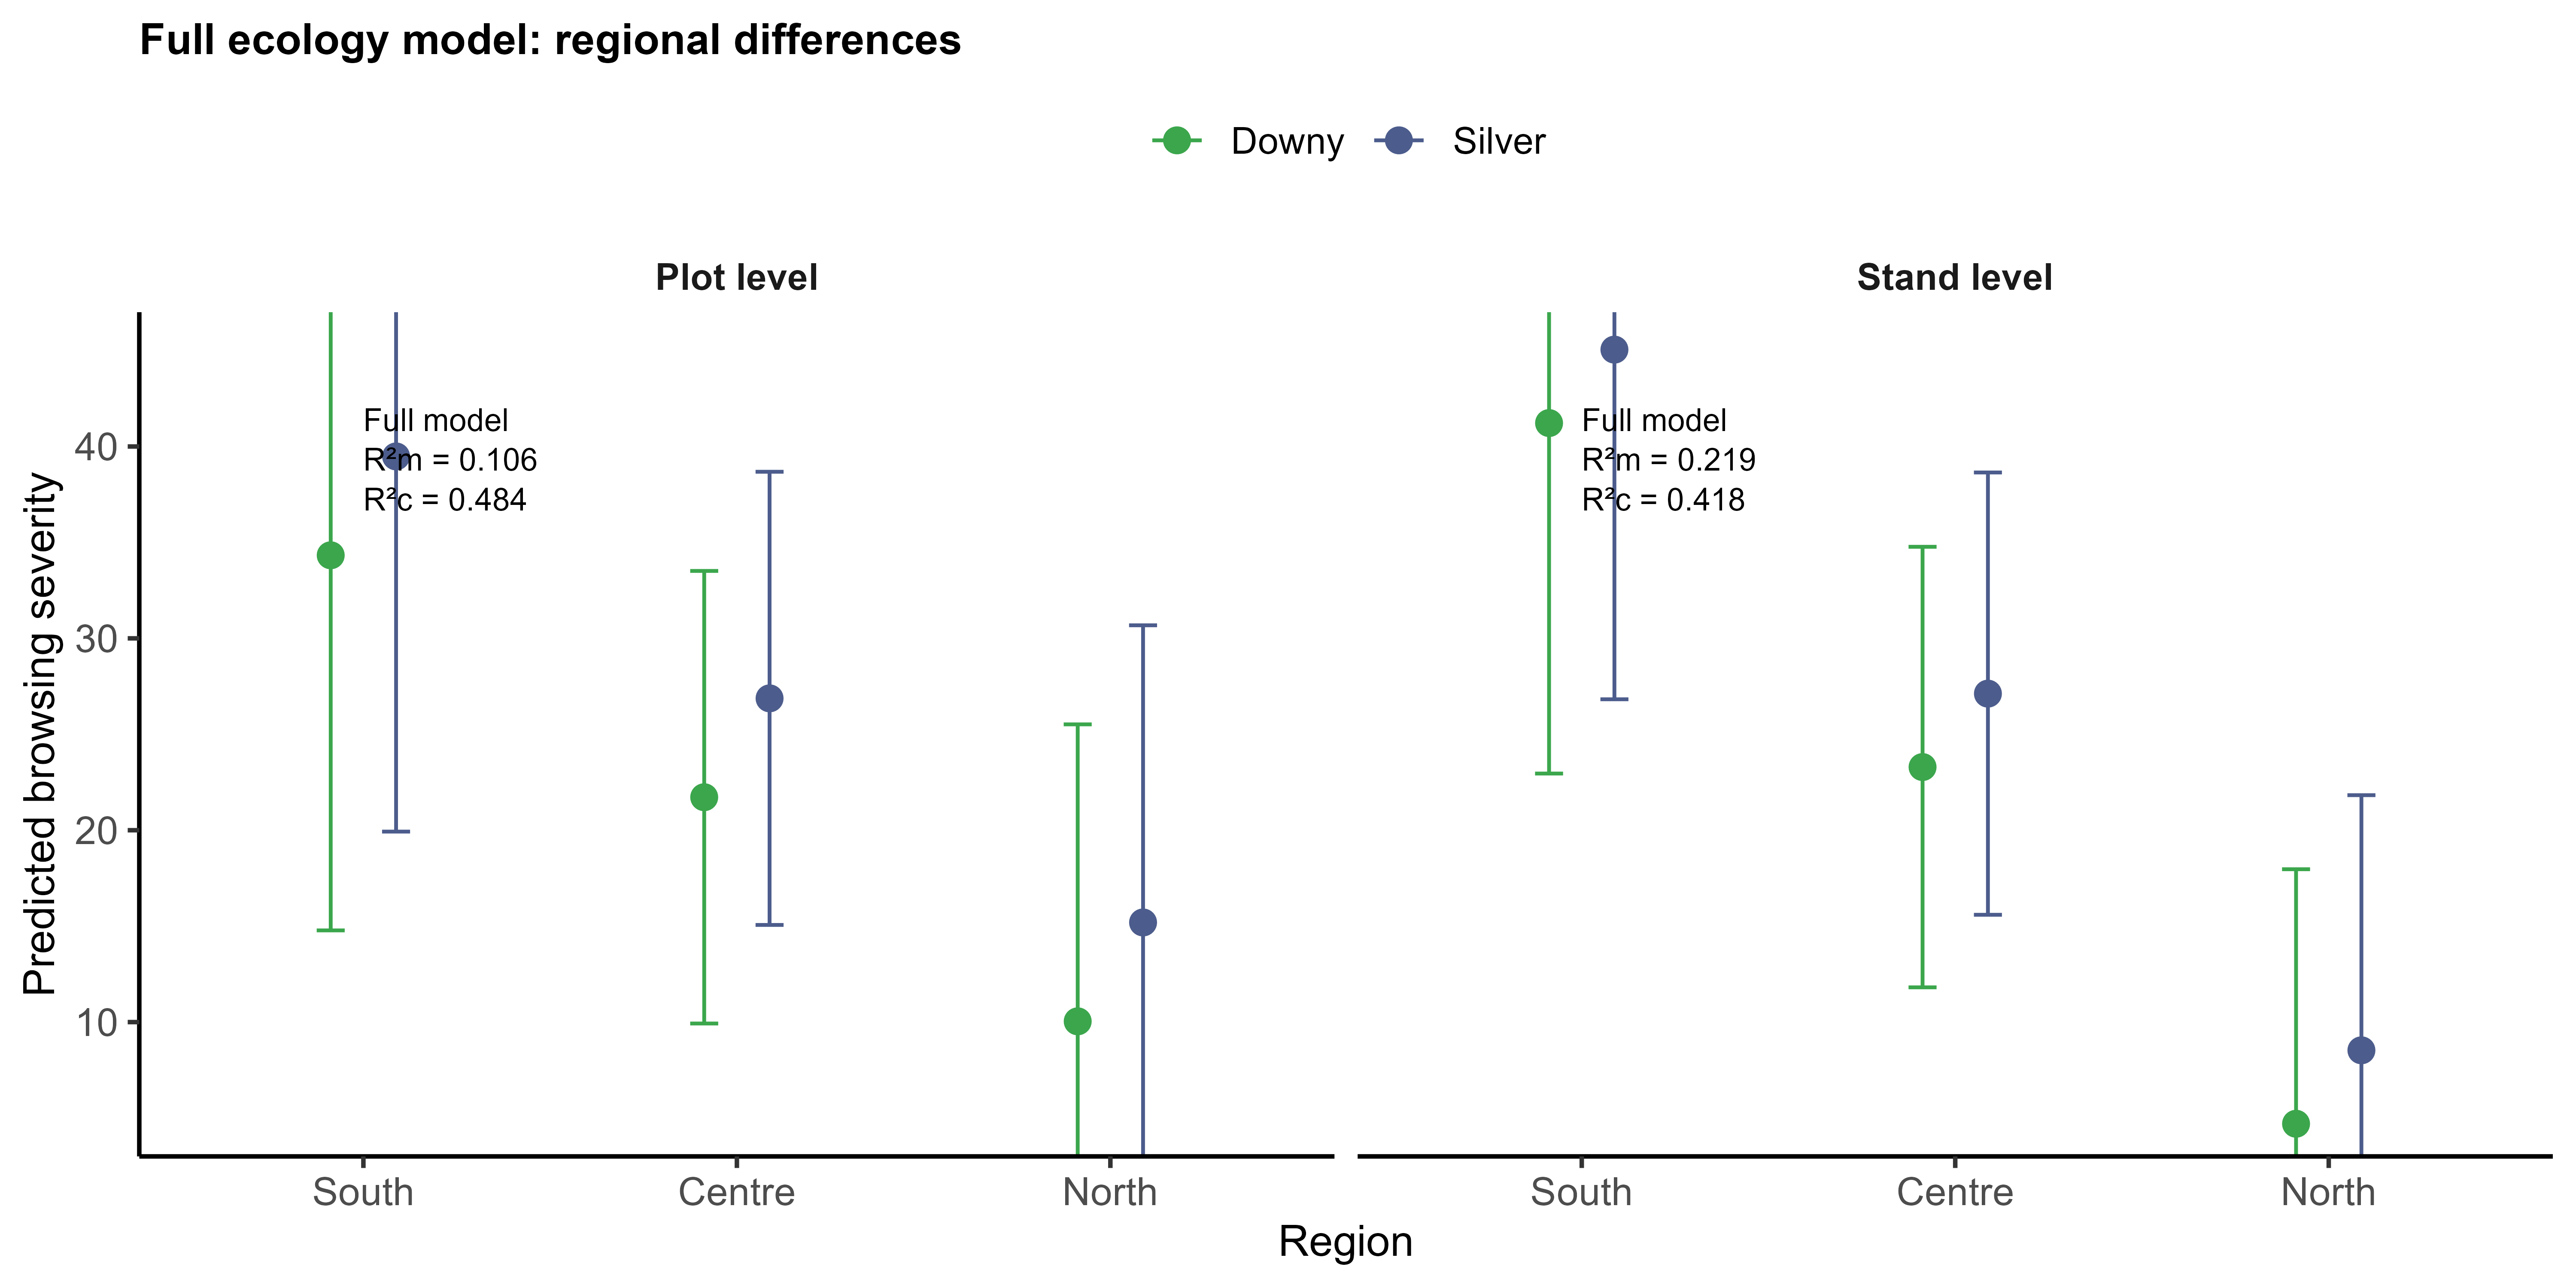 Full ecology model: regional differences
Downy Silver
Plot level
Stand level
Predicted browsing severity
40
30
20
10
Full model
R²m = 0.106
R²c = 0.484
Full model
R²m = 0.219
R²c = 0.418
South Centre North
South Centre North
Region